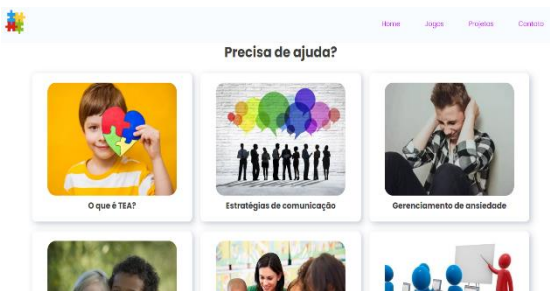 Home Jogos Projetos Contato
Precisa de ajuda?
O que é TEA?
Estratégias de comunicação
Gerenciamento de ansiedade